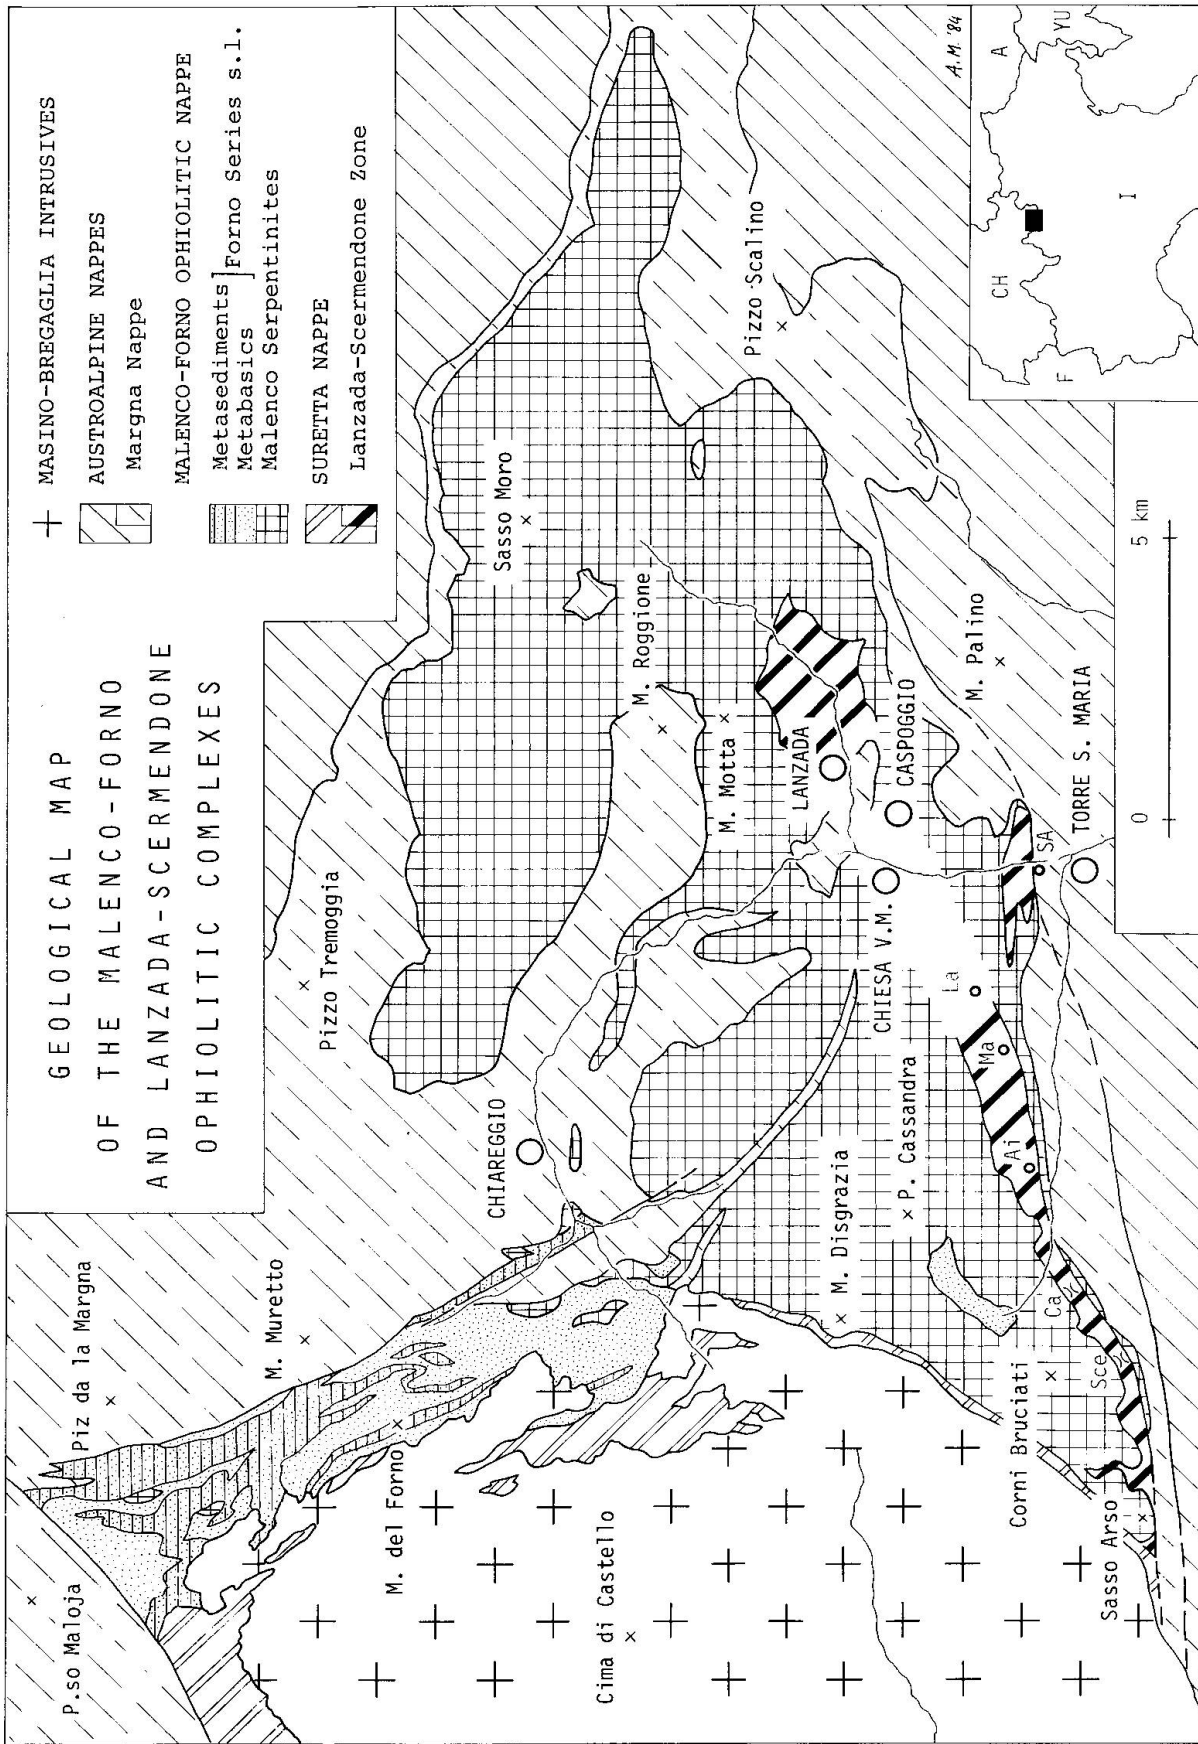 GEOLOGICAL MAP
OF THE MALENCO-FORNO
AND LANZADA-SCERMENDONE
OPHIOLITIC COMPLEXES
MASINO-BREGAGLIA INTRUSIVES
AUSTROALPINE NAPPES
Margna Nappe
MALENCO-FORNO OPHIOLITIC NAPPE
Metasediments] Forno Series s.l.
Metabasics
Malenco Serpentinites
SURETTA NAPPE
Lanzada-Scermendone Zone
P.so Maloja
Piz da la Margna
M. Muretto
M. del Forno
Cima di Castello
CHIAREGGIO
Pizzo Tremoggia
Sasso Moro
M. Roggione
M. Motta
LANZADA
CASPOGGIO
CHIESA V.M.
Pizzo Scalino
M. Palino
TORRE S. MARIA
SA
La
Ma
Ai
P. Cassandra
M. Disgrazia
Ca
Sce
Corni Bruciati
Sasso Arso
0 5 km
A.M. '84
CH
A
YU
F
I